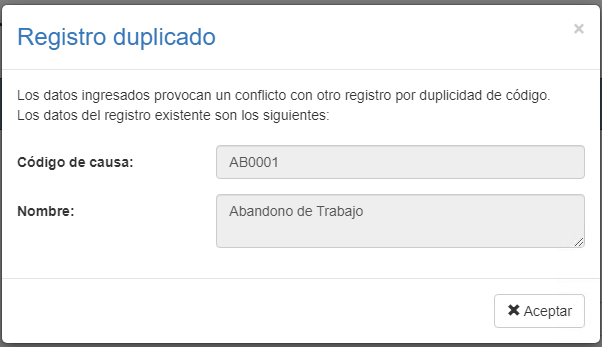 Registro duplicado
×
Los datos ingresados provocan un conflicto con otro registro por duplicidad de código.
Los datos del registro existente son los siguientes:
Código de causa: AB0001
Nombre: Abandono de Trabajo
✖ Aceptar